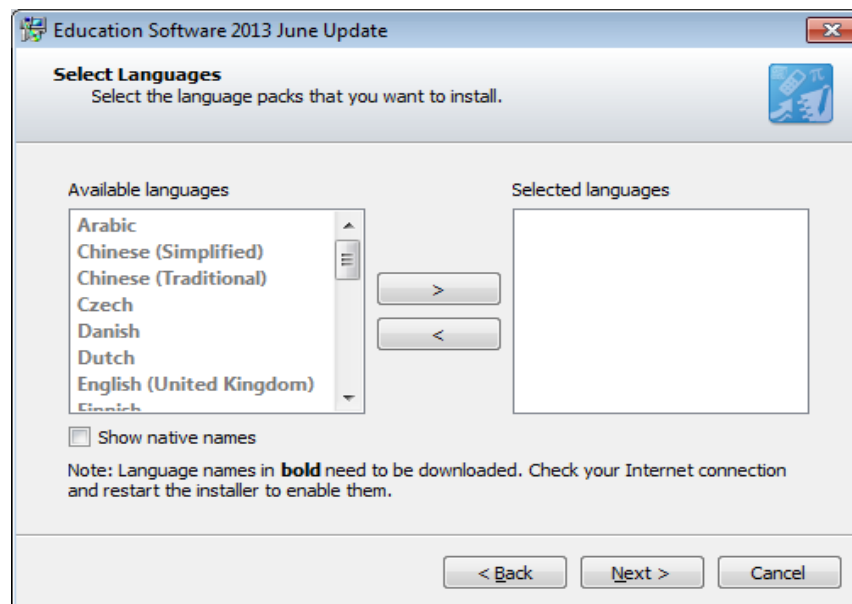 Education Software 2013 June Update
Select Languages
Select the language packs that you want to install.
Available languages
Arabic
Chinese (Simplified)
Chinese (Traditional)
Czech
Danish
Dutch
English (United Kingdom)
Finnish
Selected languages
>
<
Show native names
Note: Language names in bold need to be downloaded. Check your Internet connection
and restart the installer to enable them.
< Back
Next >
Cancel